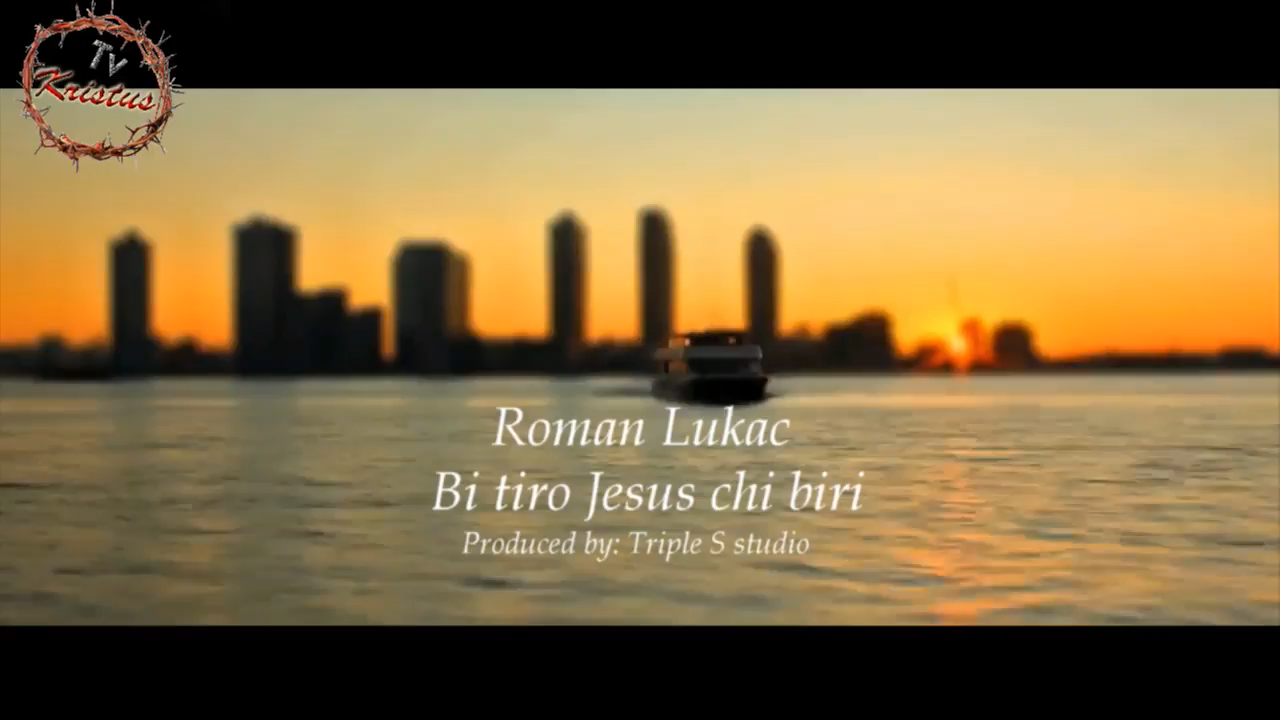 Tv
Kristus
Roman Lukac
Bi tiro Jesus chi biri
Produced by: Triple S studio